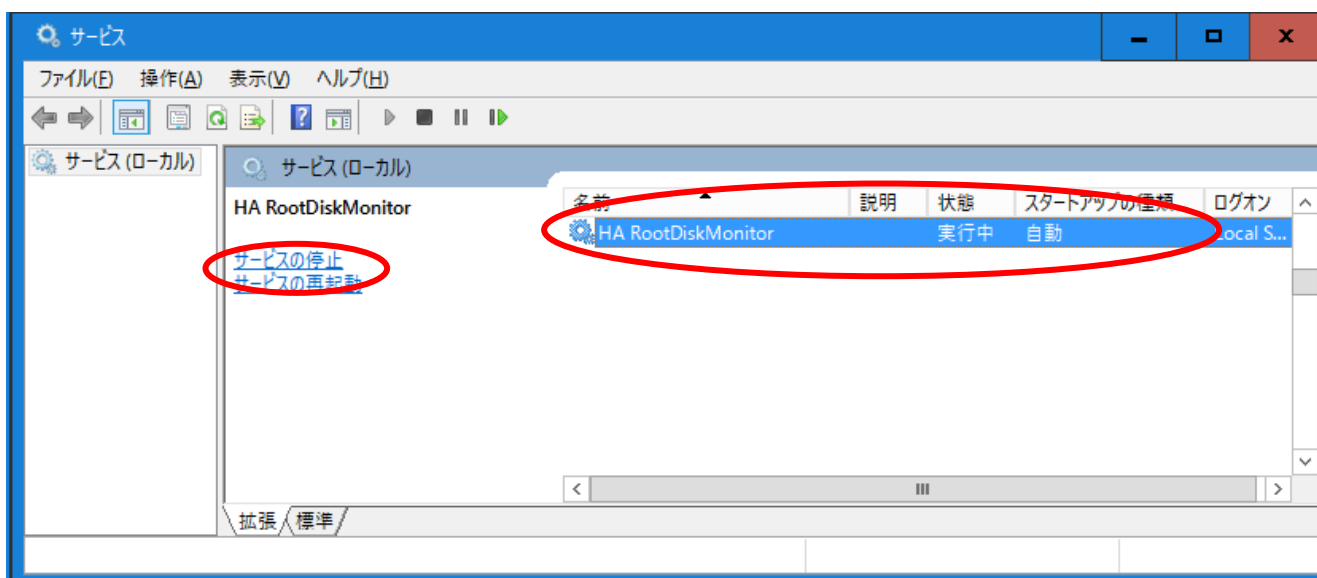 サービス
ファイル(F) 操作(A) 表示(V) ヘルプ(H)
サービス (ローカル)
サービス (ローカル)
HA RootDiskMonitor
サービスの停止
サービスの再起動
名前 説明 状態 スタートアップの種類 ログオン
HA RootDiskMonitor 実行中 自動 Local S...
拡張 標準